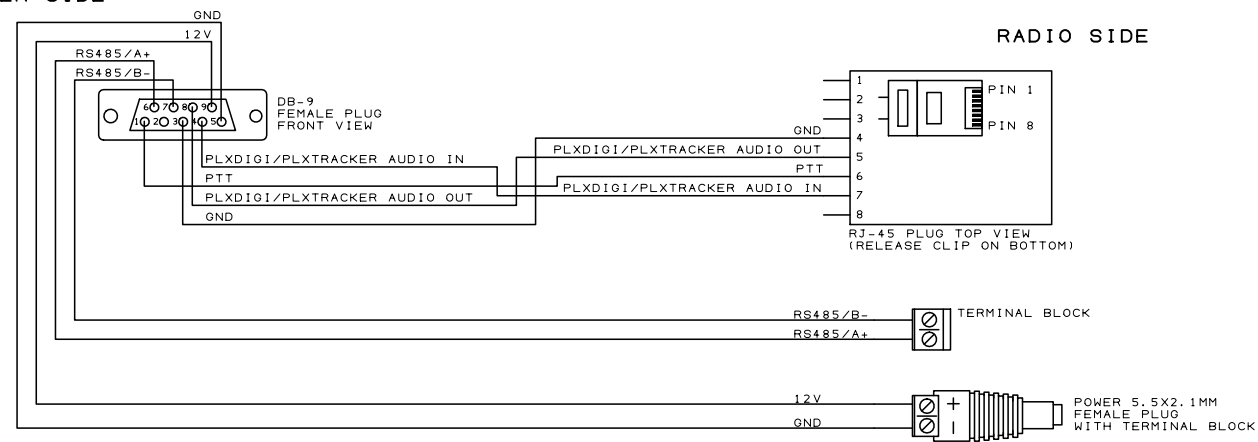 GND
12V
RS485/A+
RS485/B-
RADIO SIDE
6 7 8 9
1 2 3 4 5
DB-9
FEMALE PLUG
FRONT VIEW
PLXDIGI/PLXTRACKER AUDIO IN
PTT
PLXDIGI/PLXTRACKER AUDIO OUT
GND
GND
PLXDIGI/PLXTRACKER AUDIO OUT
PTT
PLXDIGI/PLXTRACKER AUDIO IN
1
2
3
4
5
6
7
8
PIN 1
PIN 8
RJ-45 PLUG TOP VIEW
(RELEASE CLIP ON BOTTOM)
RS485/B-
RS485/A+
TERMINAL BLOCK
12V
GND
+
-
POWER 5.5X2.1MM
FEMALE PLUG
WITH TERMINAL BLOCK